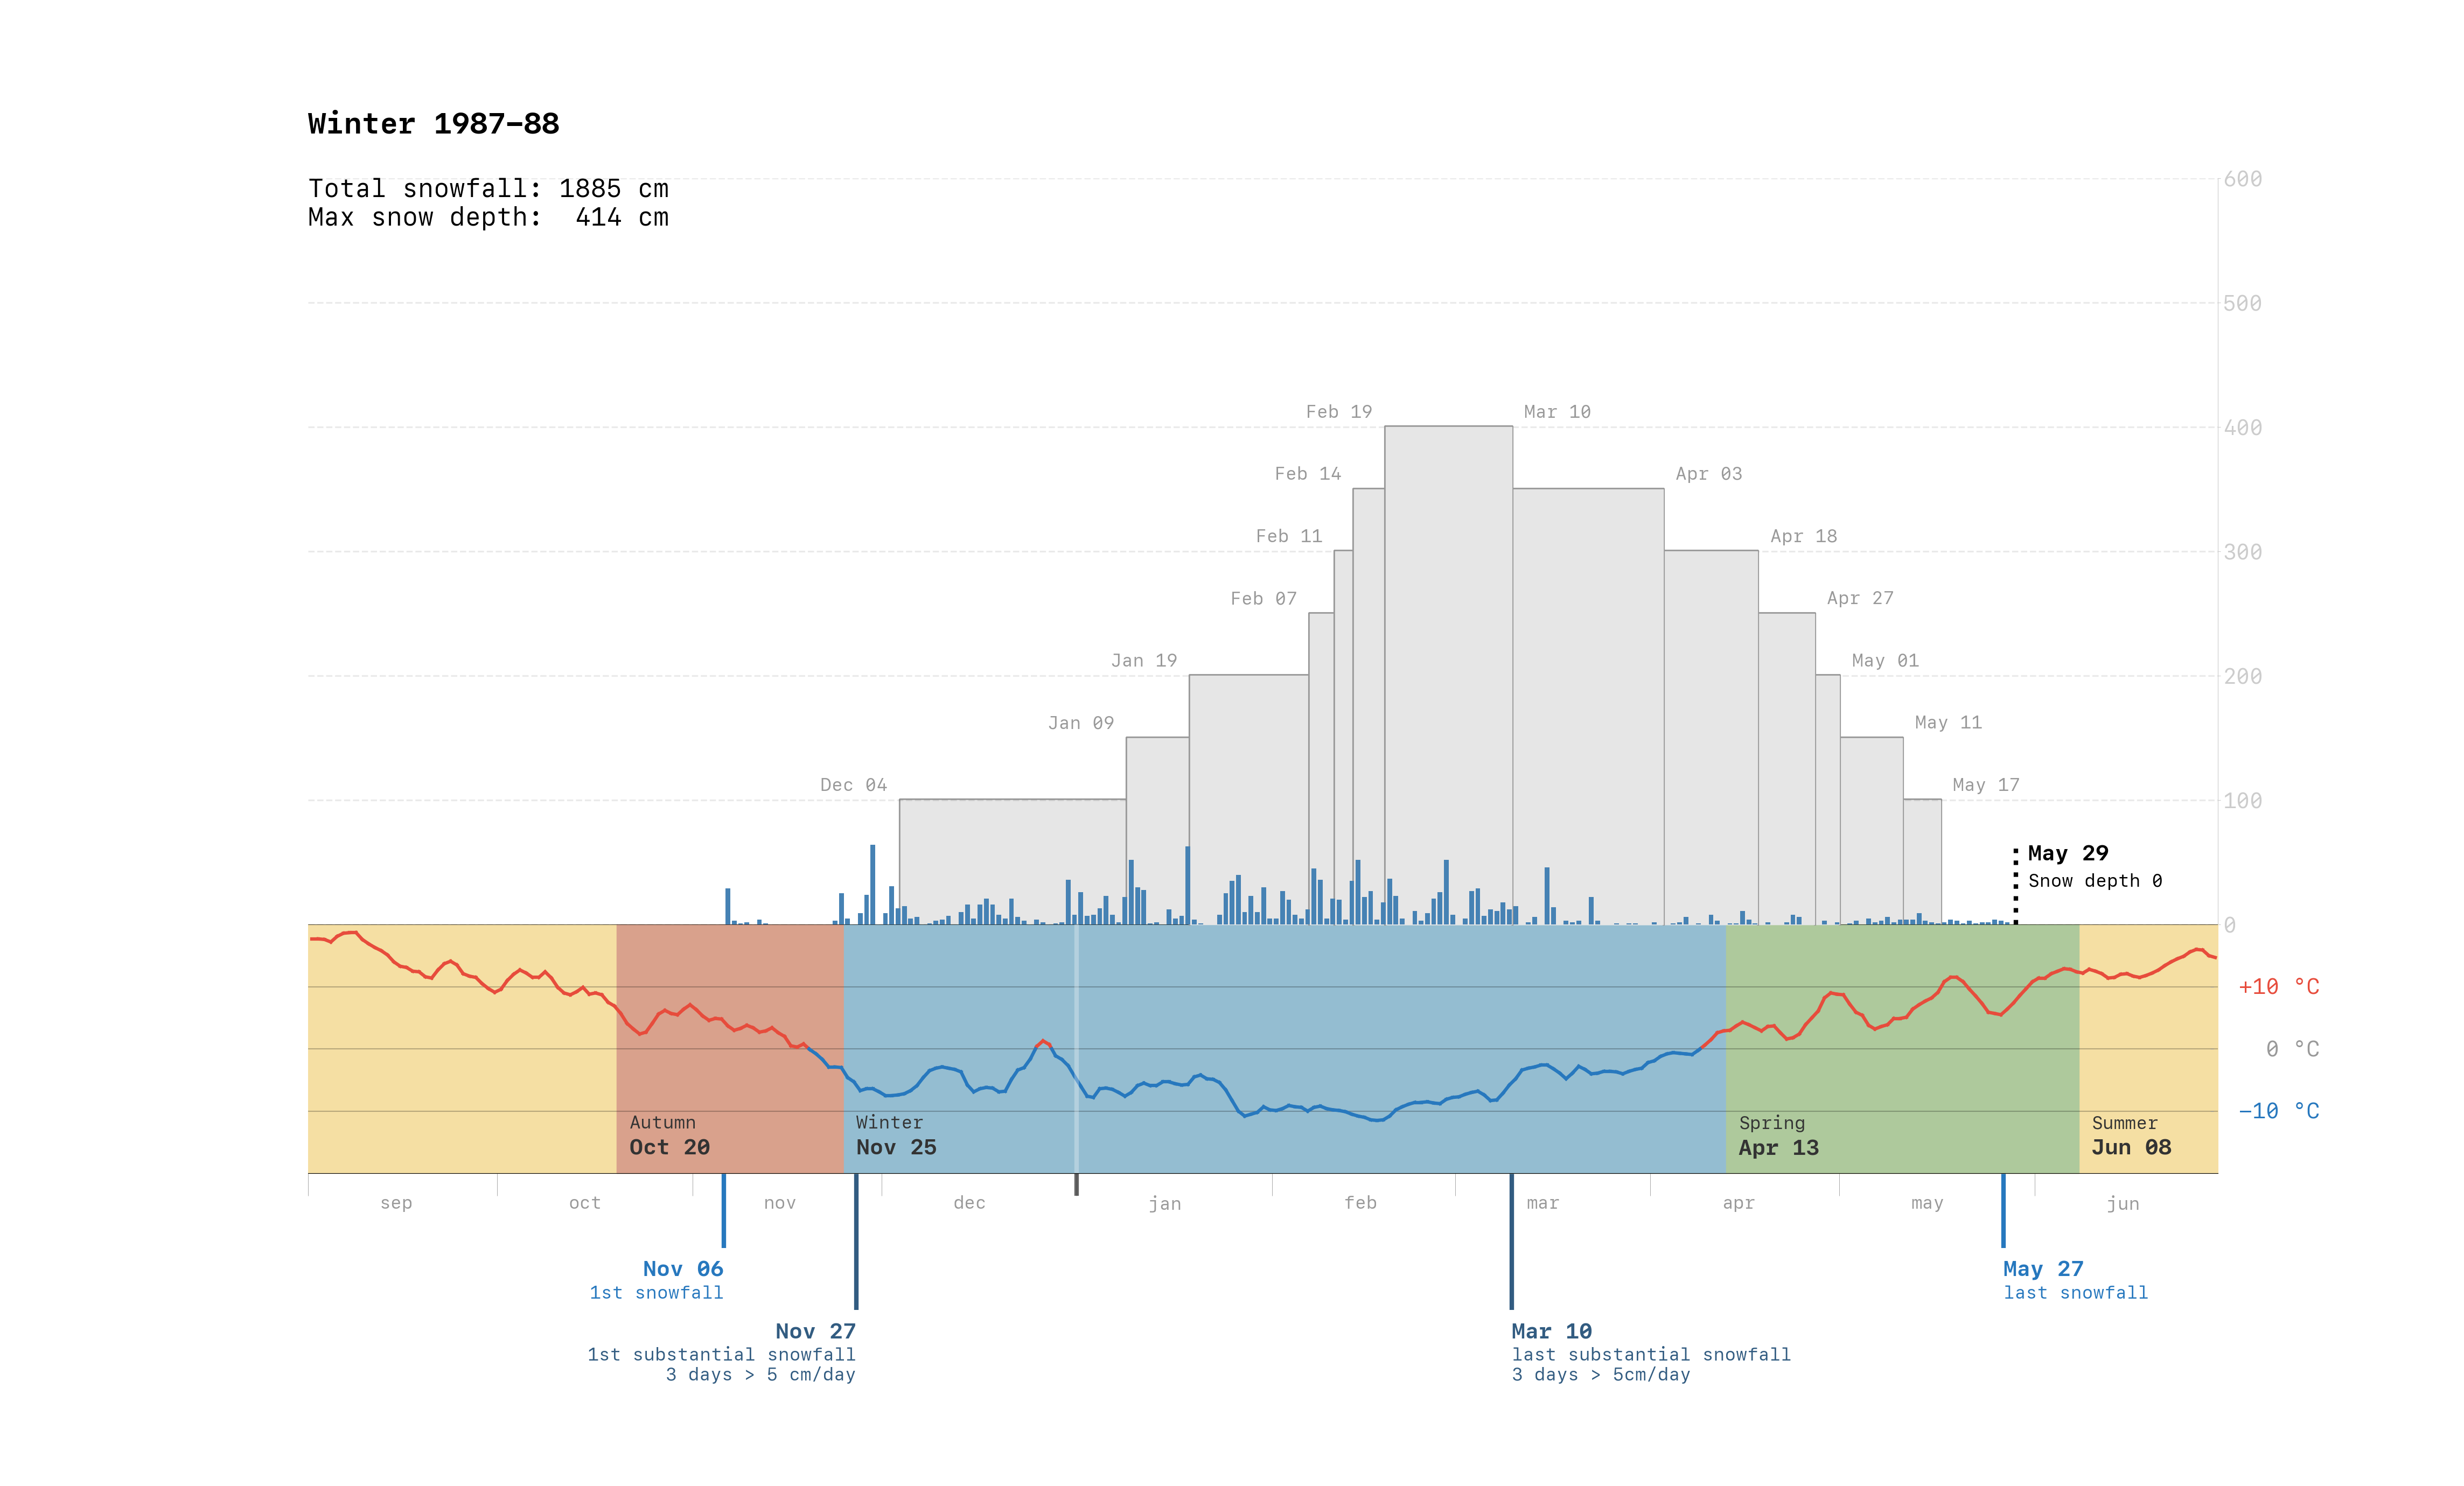 Winter 1987–88
Total snowfall: 1885 cm
Max snow depth: 414 cm
600
500
Feb 19
Mar 10
400
Feb 14
Apr 03
Feb 11
Apr 18
300
Feb 07
Apr 27
Jan 19
May 01
200
Jan 09
May 11
Dec 04
May 17
100
May 29
Snow depth 0
0
+10 °C
0 °C
−10 °C
Autumn
Oct 20
Winter
Nov 25
Spring
Apr 13
Summer
Jun 08
sep oct nov dec jan feb mar apr may jun
Nov 06
1st snowfall
May 27
last snowfall
Nov 27
1st substantial snowfall
3 days > 5 cm/day
Mar 10
last substantial snowfall
3 days > 5cm/day